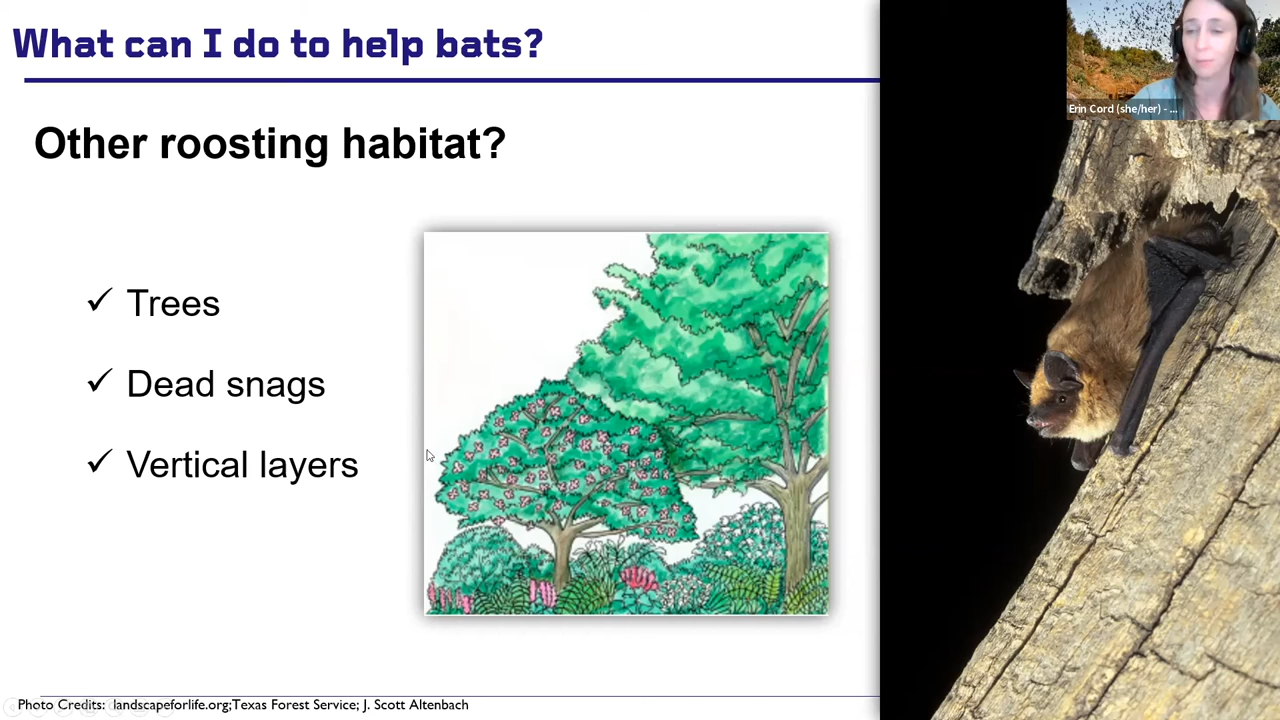 What can I do to help bats?
Erin Cord (she/her) - ...
Other roosting habitat?
✓ Trees
✓ Dead snags
✓ Vertical layers
Photo Credits: landscapeforlife.org;Texas Forest Service; J. Scott Altenbach